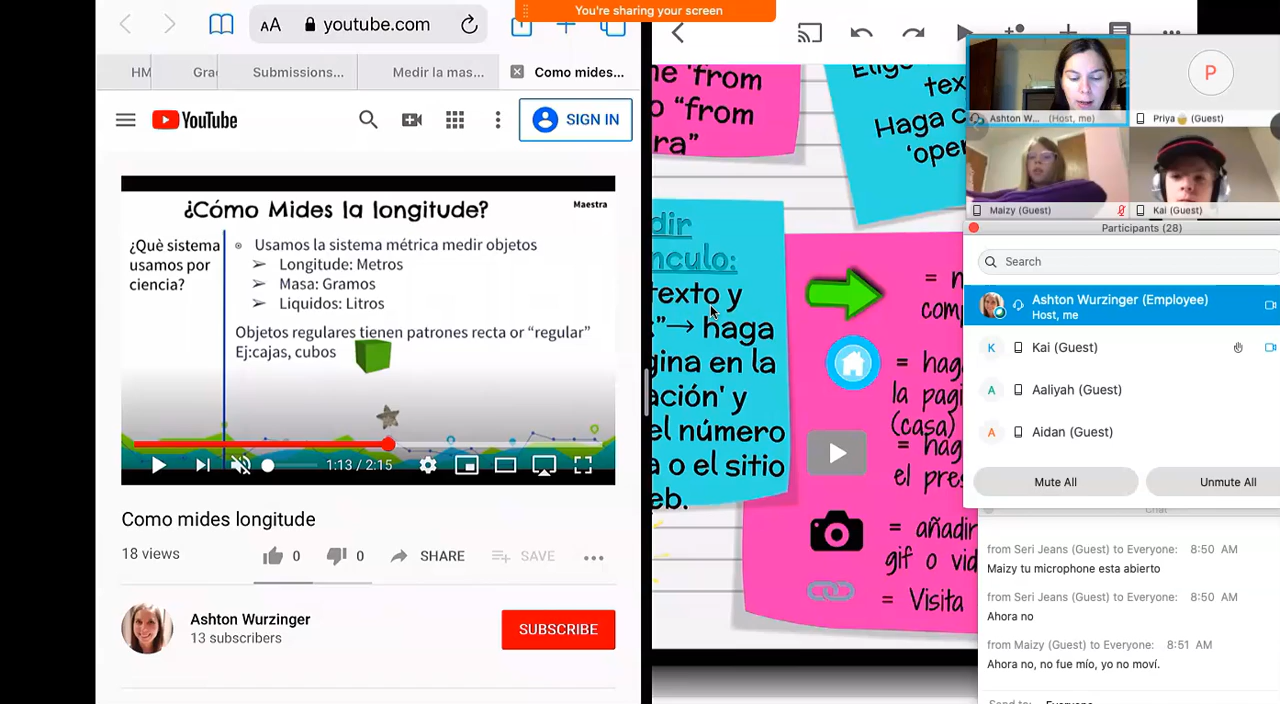 You're sharing your screen
AA youtube.com
HM
Grac
Submissions...
Medir la mas...
Como mides...
YouTube
SIGN IN
¿Cómo Mides la longitude?
Maestra
¿Què sistema
usamos por
ciencia?
Usamos la sistema métrica medir objetos
Longitude: Metros
Masa: Gramos
Liquidos: Litros
Objetos regulares tienen patrones recta or “regular”
Ej:cajas, cubos
1:13 / 2:15
Como mides longitude
18 views
0
0
SHARE
SAVE
Ashton Wurzinger
13 subscribers
SUBSCRIBE
'from
“from
ra”
Elige
tex
Haga c
'oper
dir
nculo:
texto y
”→ haga
gina en la
ación' y
el número
a o el sitio
eb.
= n
comp
= hag
la pagi
(casa)
= hag
el pres
= añadir
gif o vid
= Visita
Ashton W... (Host, me)
P
Priya (Guest)
Maizy (Guest)
Kai (Guest)
Participants (28)
Search
Ashton Wurzinger (Employee)
Host, me
K Kai (Guest)
A Aaliyah (Guest)
A Aidan (Guest)
Mute All
Unmute All
Chat
from Seri Jeans (Guest) to Everyone: 8:50 AM
Maizy tu microphone esta abierto
from Seri Jeans (Guest) to Everyone: 8:50 AM
Ahora no
from Maizy (Guest) to Everyone: 8:51 AM
Ahora no, no fue mío, yo no moví.